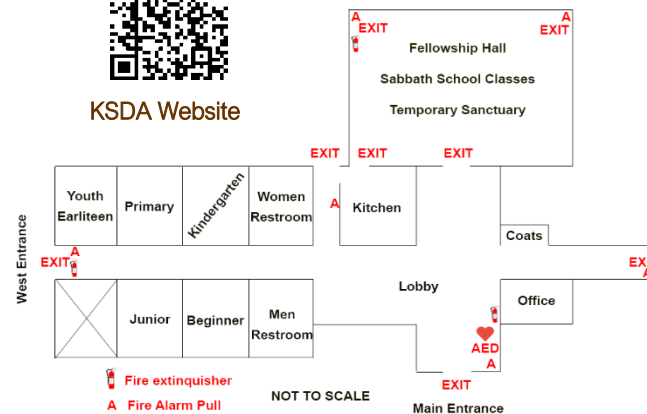 KSDA Website
A
A
EXIT
EXIT
Fellowship Hall
Sabbath School Classes
Temporary Sanctuary
EXIT
EXIT
EXIT
Youth
Earliteen
Primary
Kindergarten
Women
Restroom
A
Kitchen
Coats
West Entrance
A
EXIT
EX
A
Lobby
Office
Junior
Beginner
Men
Restroom
AED
A
EXIT
Fire extinguisher
A Fire Alarm Pull
NOT TO SCALE
Main Entrance